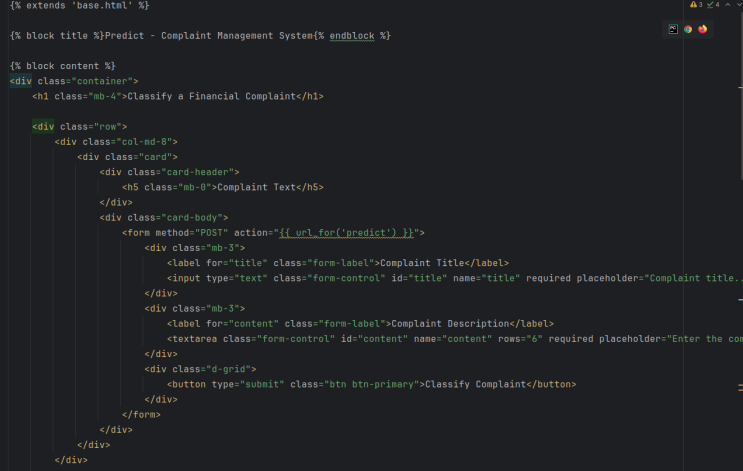 {% extends 'base.html' %}
3 4
{% block title %}Predict - Complaint Management System{% endblock %}
{% block content %}
<div class="container">
<h1 class="mb-4">Classify a Financial Complaint</h1>
<div class="row">
<div class="col-md-8">
<div class="card">
<div class="card-header">
<h5 class="mb-0">Complaint Text</h5>
</div>
<div class="card-body">
<form method="POST" action="{{ url_for('predict') }}">
<div class="mb-3">
<label for="title" class="form-label">Complaint Title</label>
<input type="text" class="form-control" id="title" name="title" required placeholder="Complaint title..
</div>
<div class="mb-3">
<label for="content" class="form-label">Complaint Description</label>
<textarea class="form-control" id="content" name="content" rows="6" required placeholder="Enter the com
</div>
<div class="d-grid">
<button type="submit" class="btn btn-primary">Classify Complaint</button>
</div>
</form>
</div>
</div>
</div>